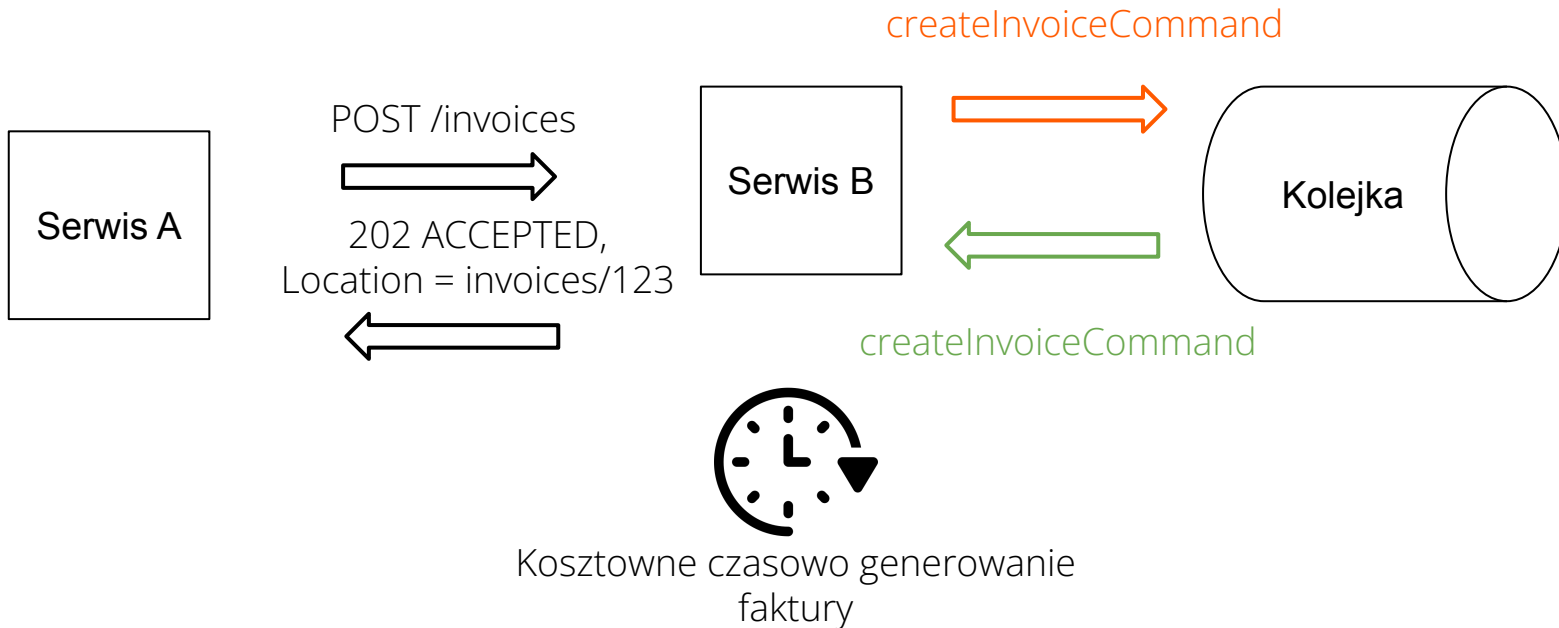 createInvoiceCommand
POST /invoices
Serwis A
202 ACCEPTED,
Location = invoices/123
Serwis B
Kolejka
createInvoiceCommand
Kosztowne czasowo generowanie
faktury